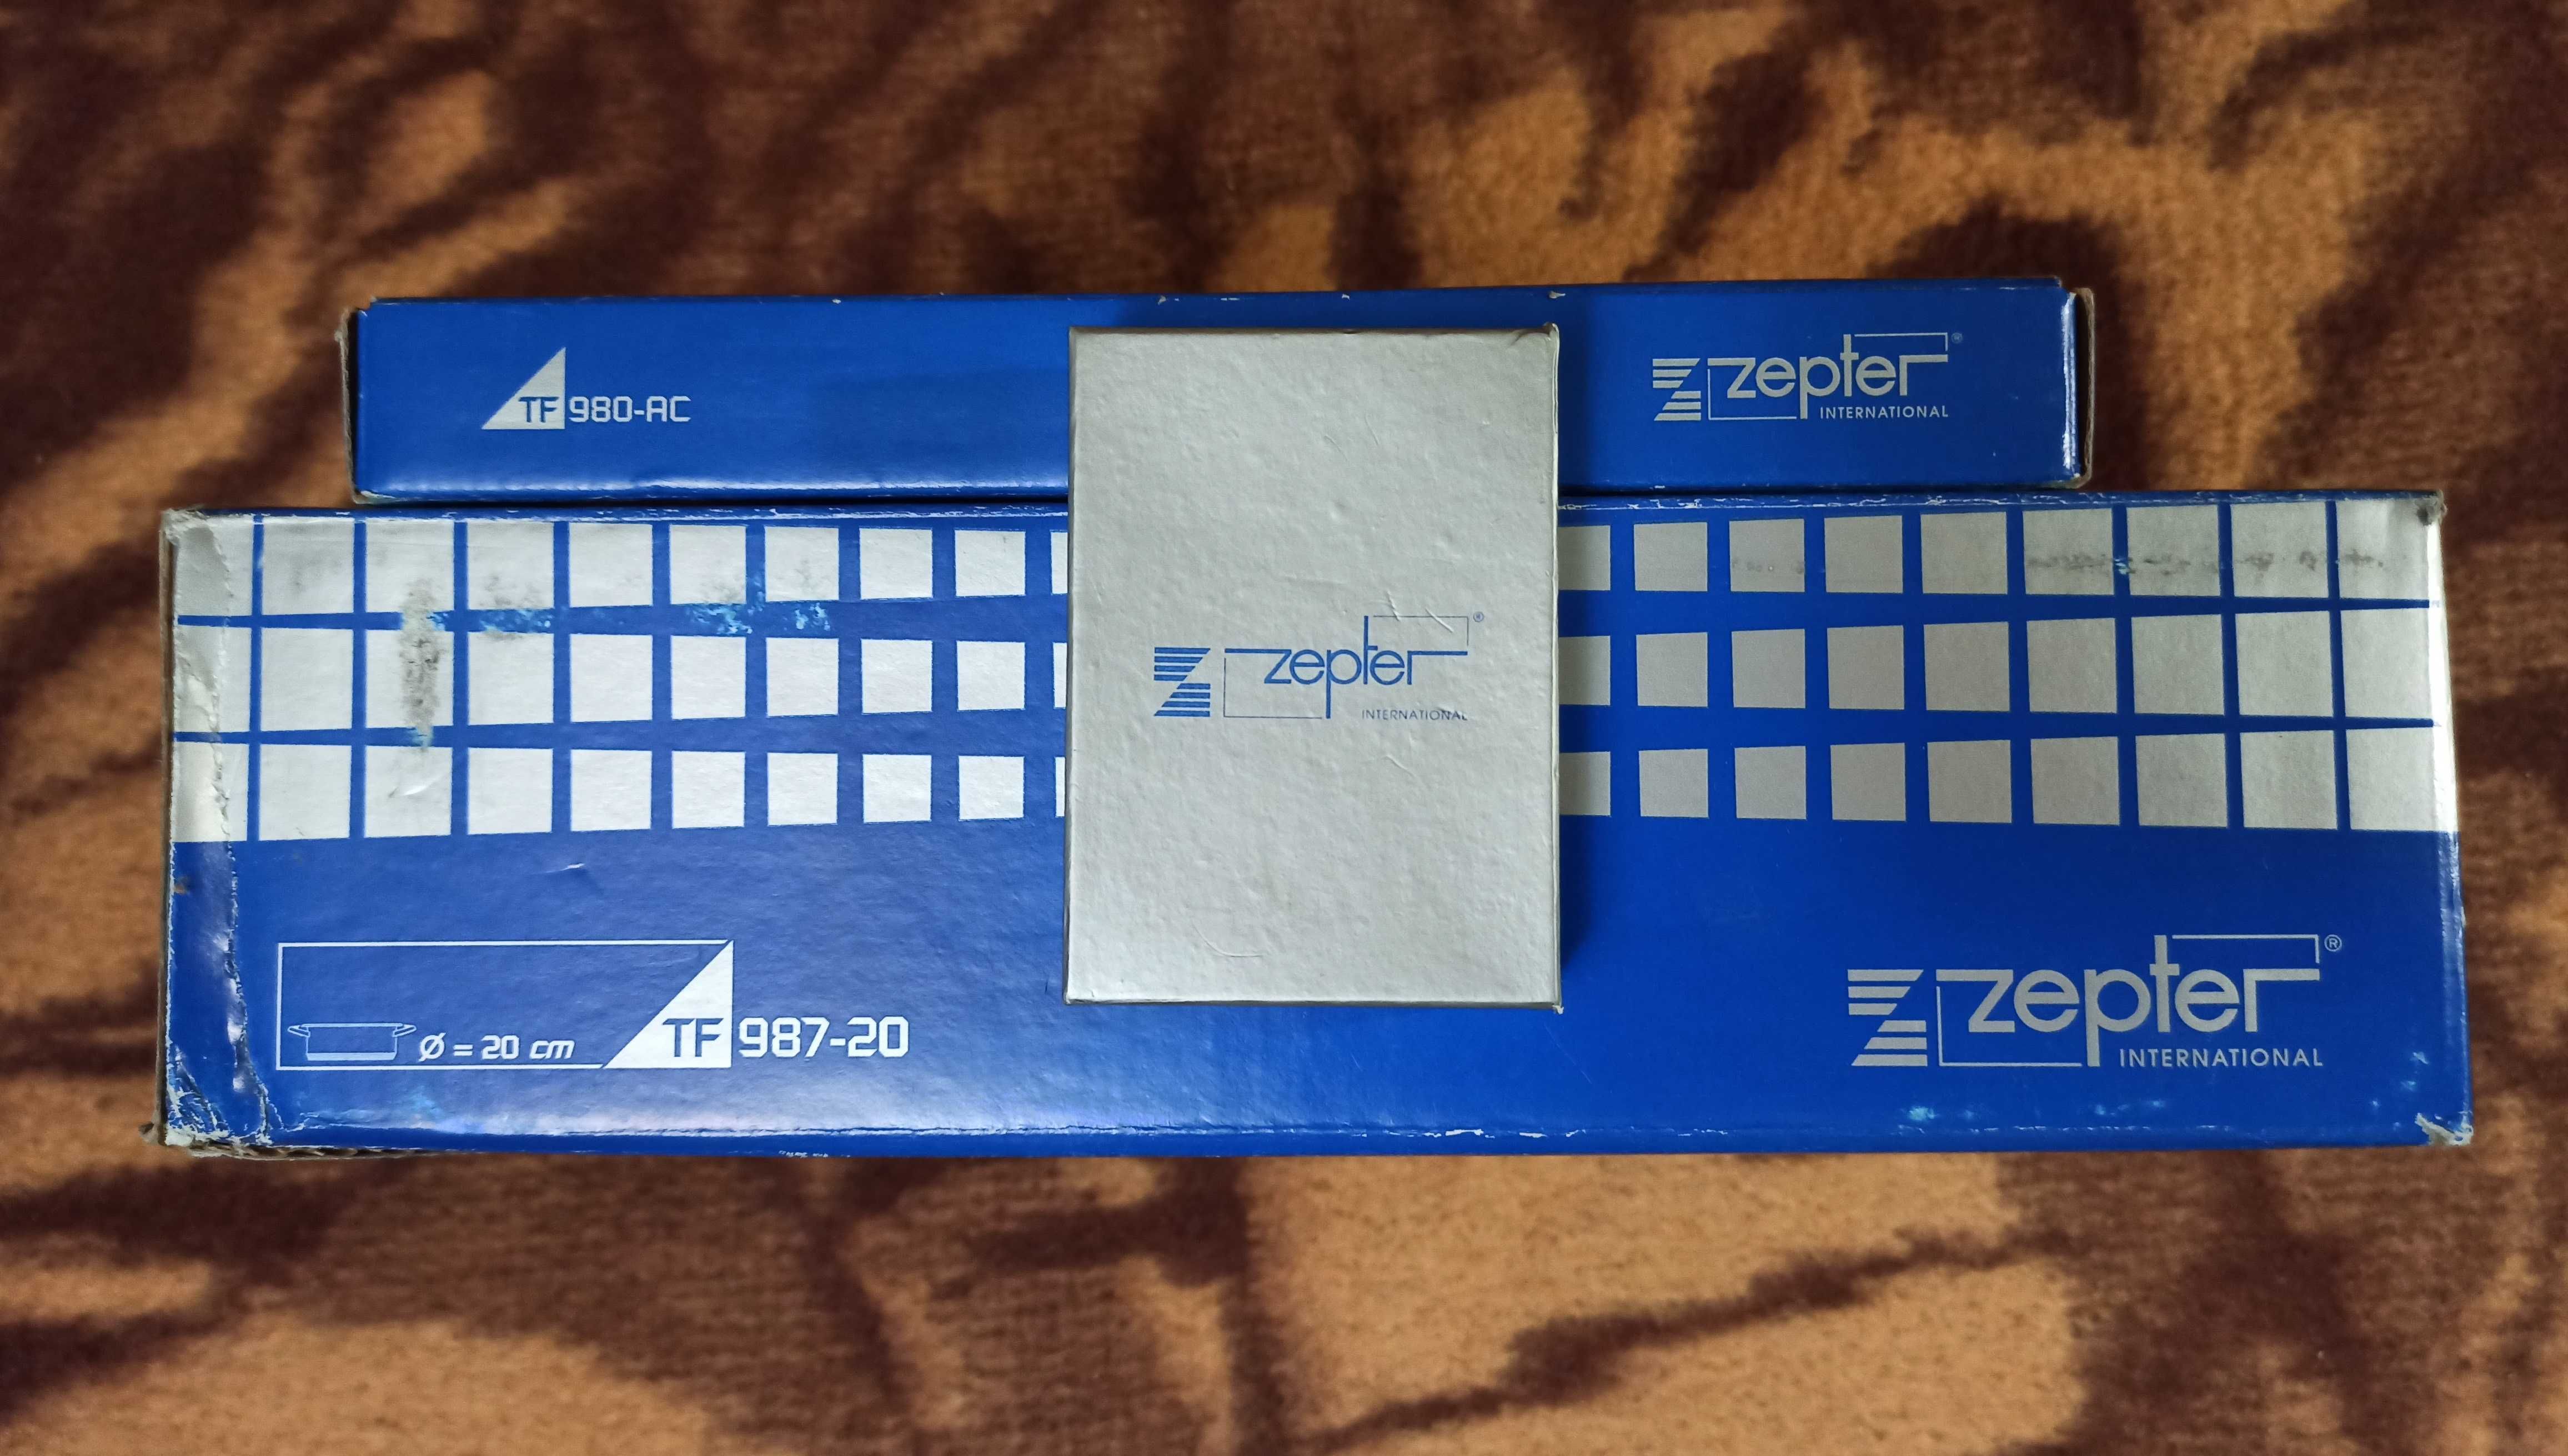 TF 980-AC
zepter®
INTERNATIONAL
zepter®
INTERNATIONAL
Ø = 20 cm
TF 987-20
zepter®
INTERNATIONAL